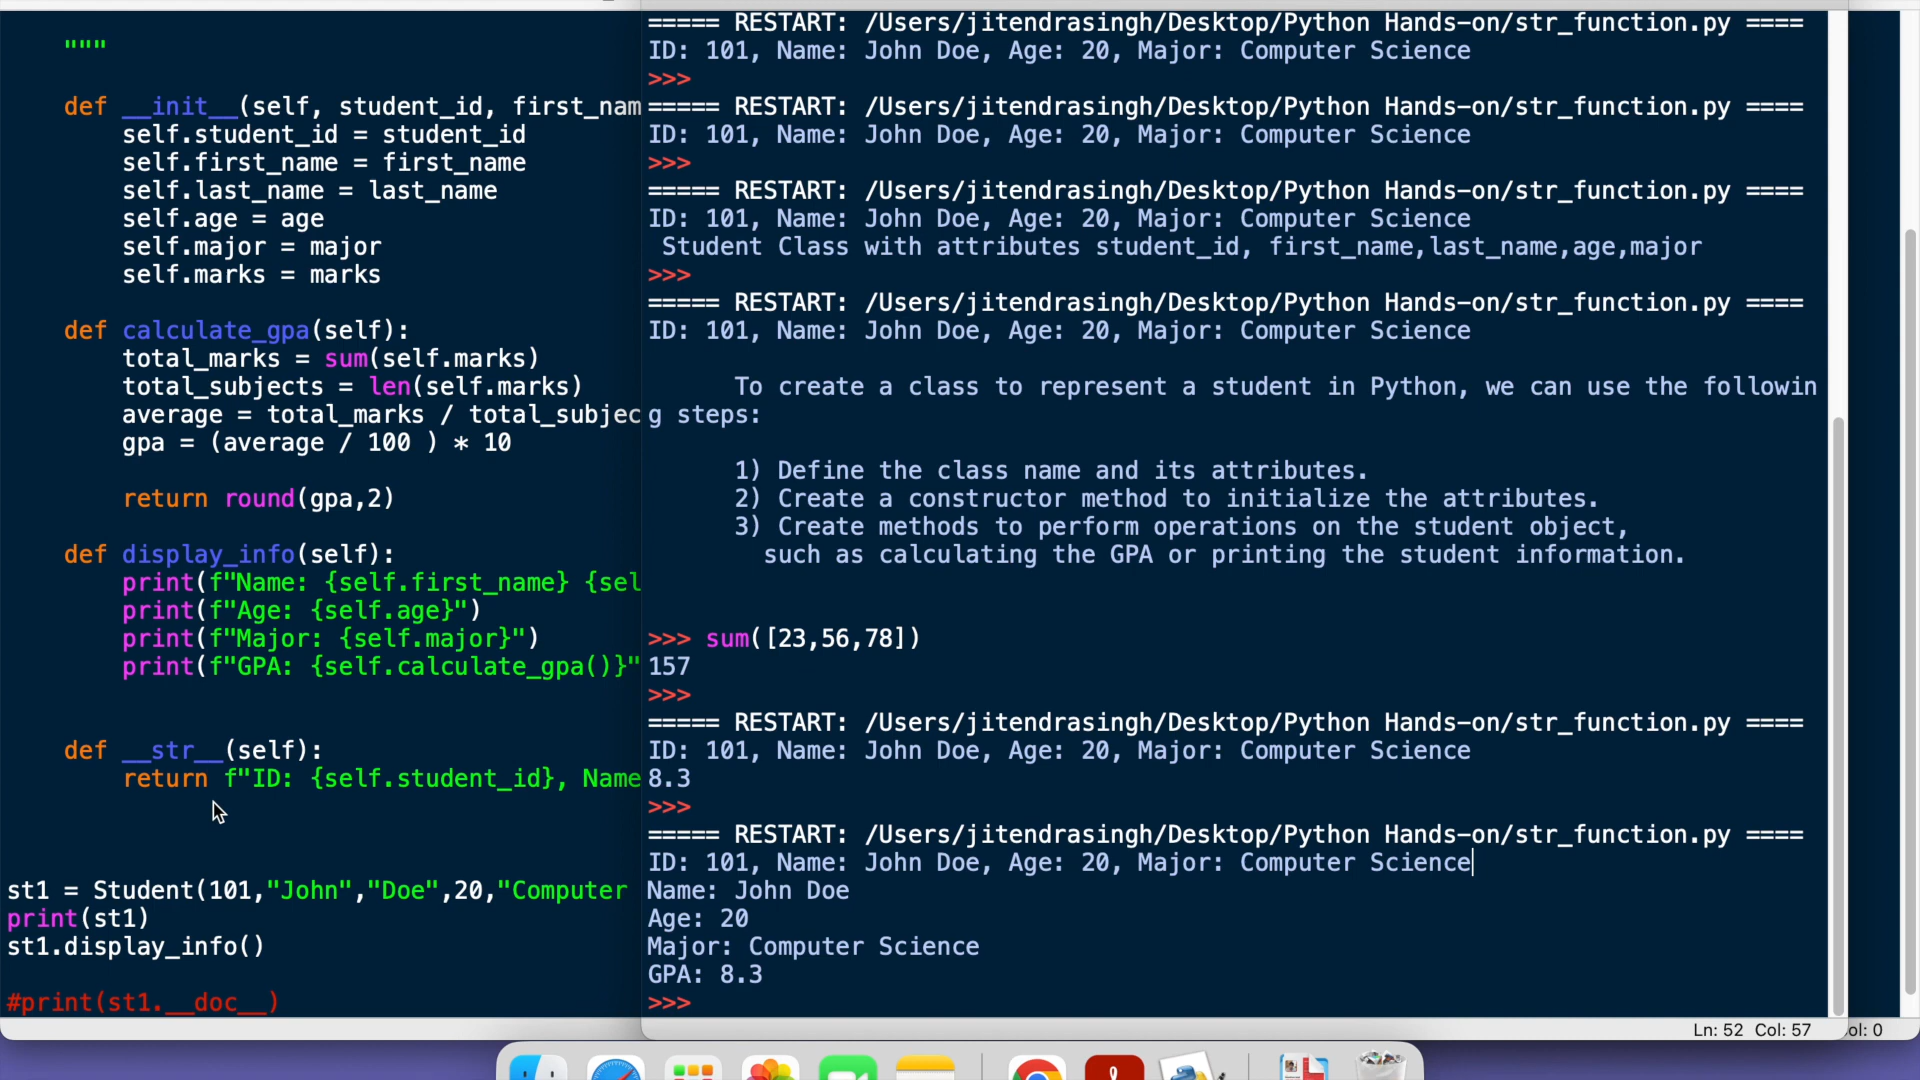 """
def __init__(self, student_id, first_nam
self.student_id = student_id
self.first_name = first_name
self.last_name = last_name
self.age = age
self.major = major
self.marks = marks
def calculate_gpa(self):
total_marks = sum(self.marks)
total_subjects = len(self.marks)
average = total_marks / total_subjec
gpa = (average / 100 ) * 10
return round(gpa,2)
def display_info(self):
print(f"Name: {self.first_name} {sel
print(f"Age: {self.age}")
print(f"Major: {self.major}")
print(f"GPA: {self.calculate_gpa()}"
def __str__(self):
return f"ID: {self.student_id}, Name
st1 = Student(101,"John","Doe",20,"Computer
print(st1)
st1.display_info()
#print(st1.__doc__)
===== RESTART: /Users/jitendrasingh/Desktop/Python Hands-on/str_function.py ====
ID: 101, Name: John Doe, Age: 20, Major: Computer Science
>>>
===== RESTART: /Users/jitendrasingh/Desktop/Python Hands-on/str_function.py ====
ID: 101, Name: John Doe, Age: 20, Major: Computer Science
>>>
===== RESTART: /Users/jitendrasingh/Desktop/Python Hands-on/str_function.py ====
ID: 101, Name: John Doe, Age: 20, Major: Computer Science
Student Class with attributes student_id, first_name,last_name,age,major
>>>
===== RESTART: /Users/jitendrasingh/Desktop/Python Hands-on/str_function.py ====
ID: 101, Name: John Doe, Age: 20, Major: Computer Science
To create a class to represent a student in Python, we can use the followin
g steps:
1) Define the class name and its attributes.
2) Create a constructor method to initialize the attributes.
3) Create methods to perform operations on the student object,
such as calculating the GPA or printing the student information.
>>> sum([23,56,78])
157
>>>
===== RESTART: /Users/jitendrasingh/Desktop/Python Hands-on/str_function.py ====
ID: 101, Name: John Doe, Age: 20, Major: Computer Science
8.3
>>>
===== RESTART: /Users/jitendrasingh/Desktop/Python Hands-on/str_function.py ====
ID: 101, Name: John Doe, Age: 20, Major: Computer Science
Name: John Doe
Age: 20
Major: Computer Science
GPA: 8.3
>>>
Ln: 52 Col: 57
ol: 0